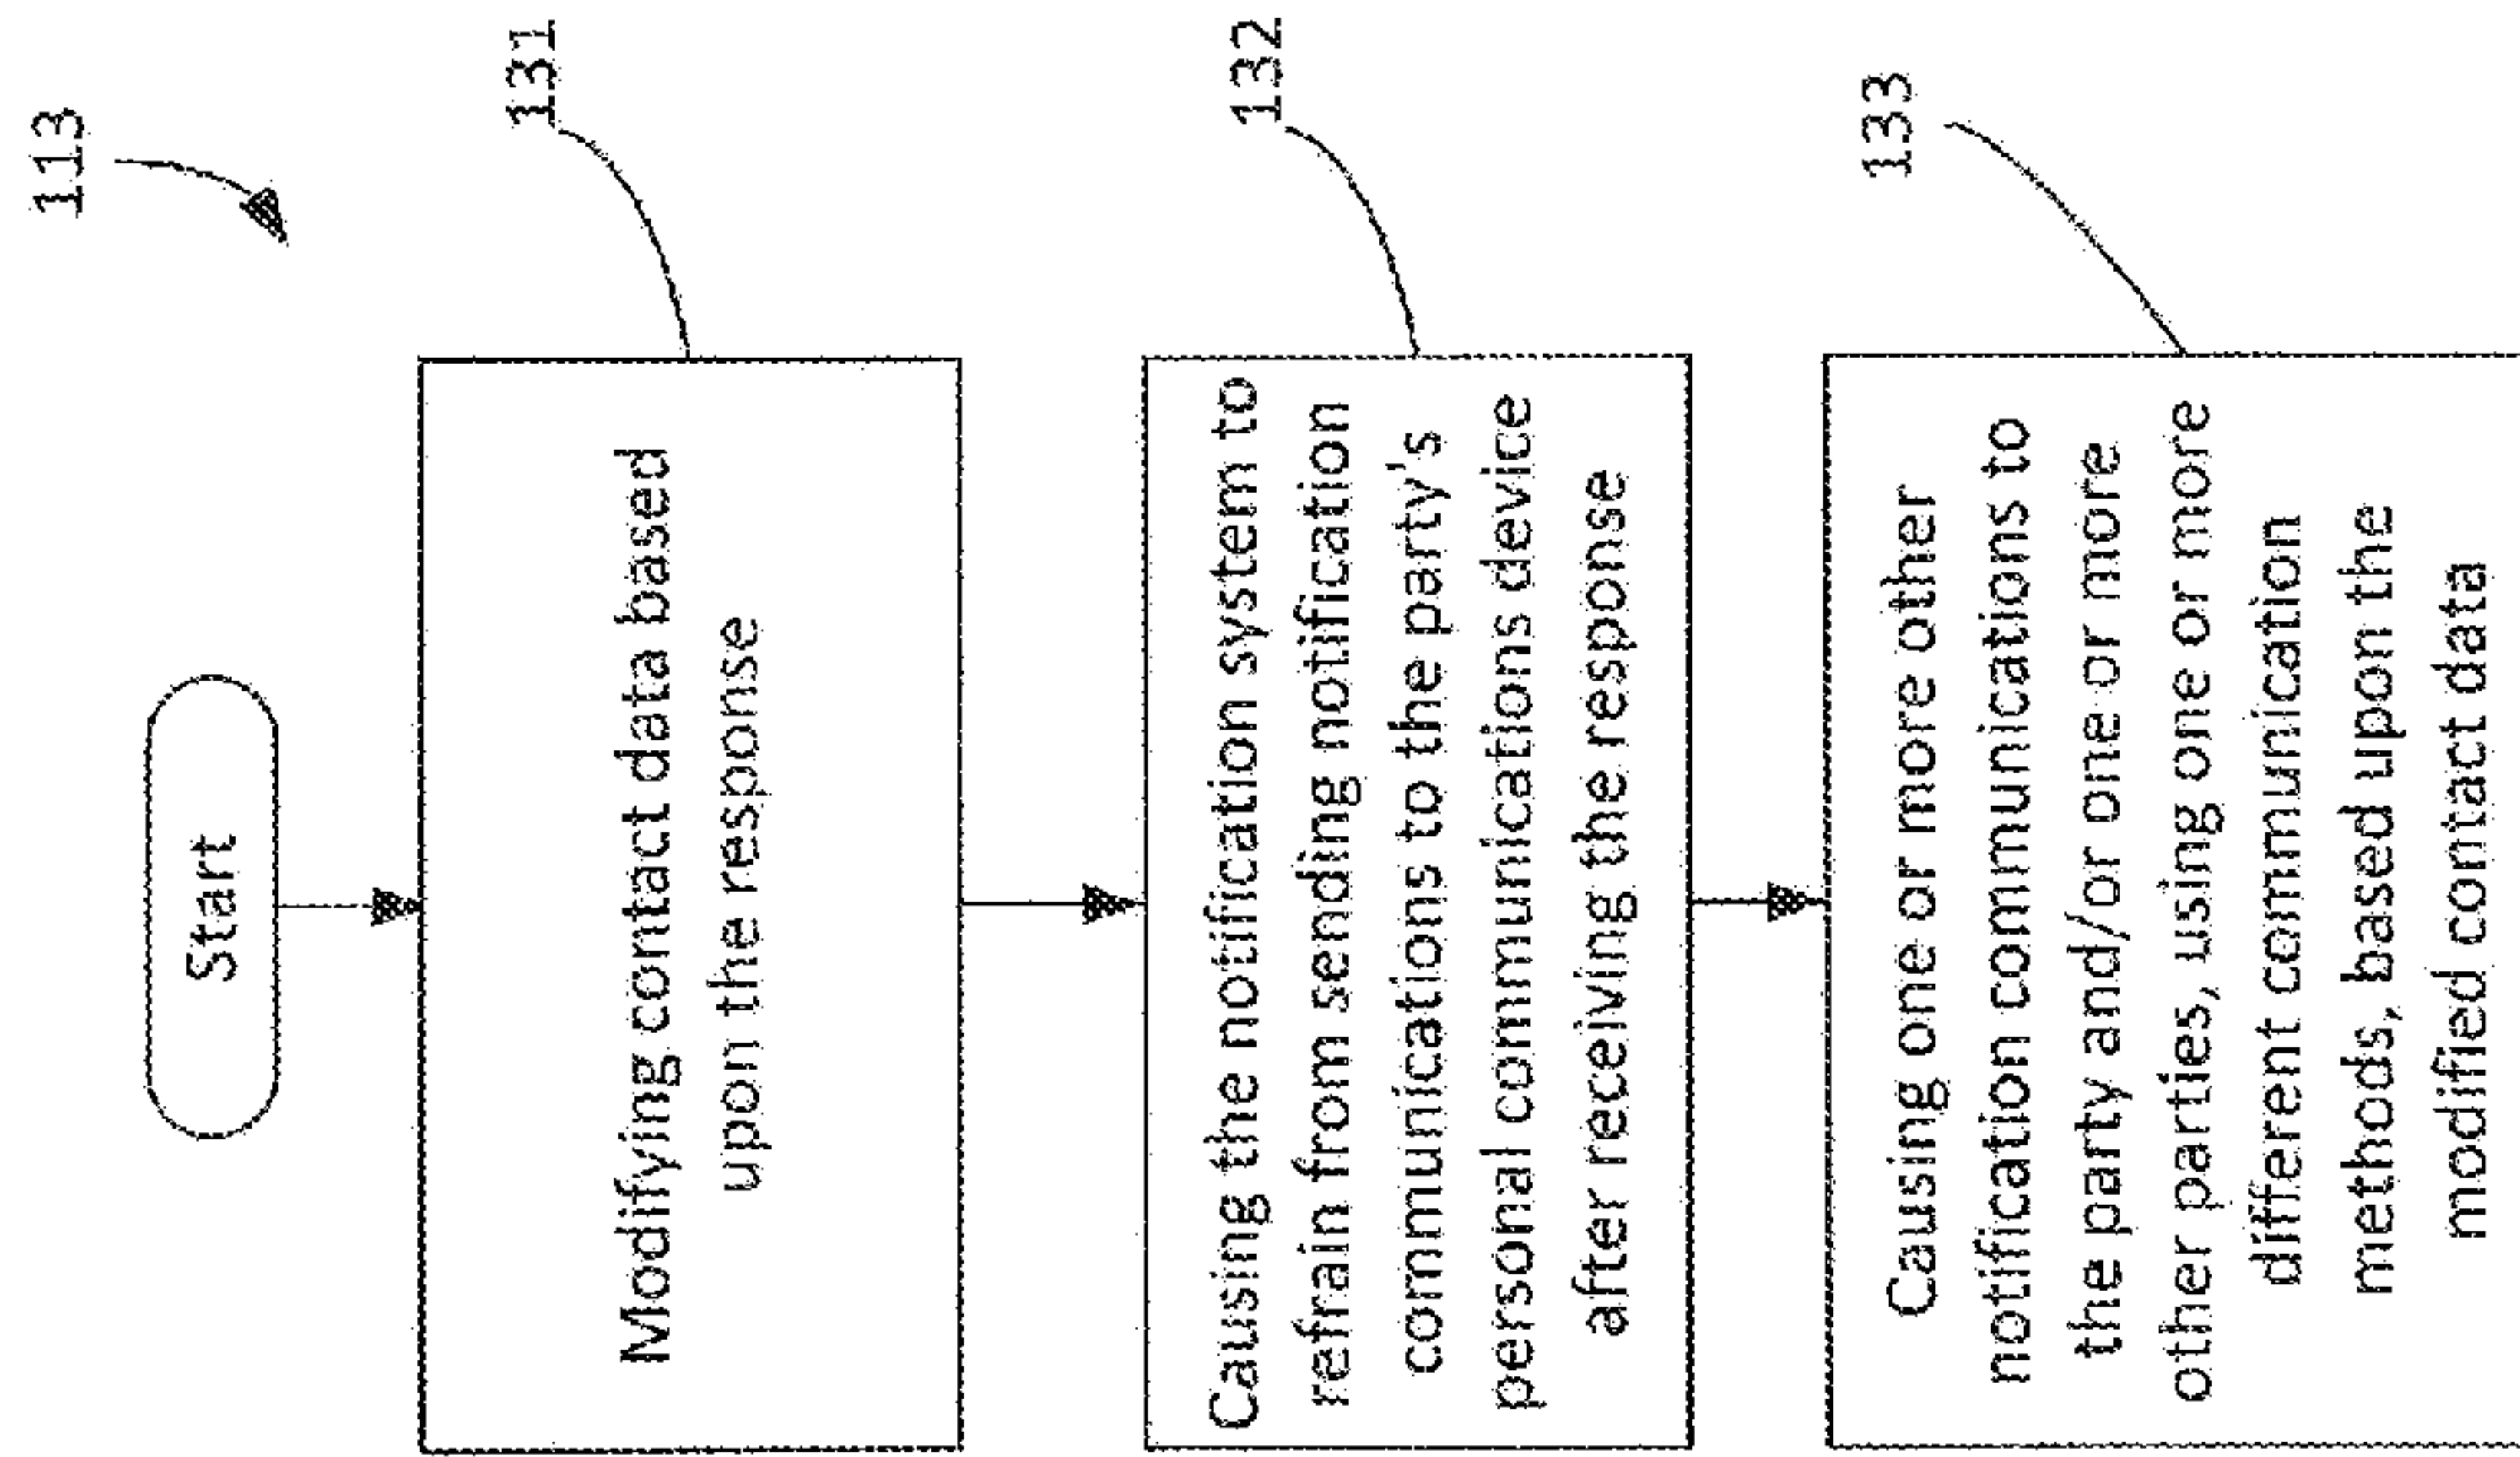 113
Start
131
Modifying contact data based
upon the response
132
Causing the notification system to
refrain from sending notification
communications to the party's
personal communications device
after receiving the response
133
Causing one or more other
notification communications to
the party and/or one or more
other parties, using one or more
different communication
methods, based upon the
modified contact data